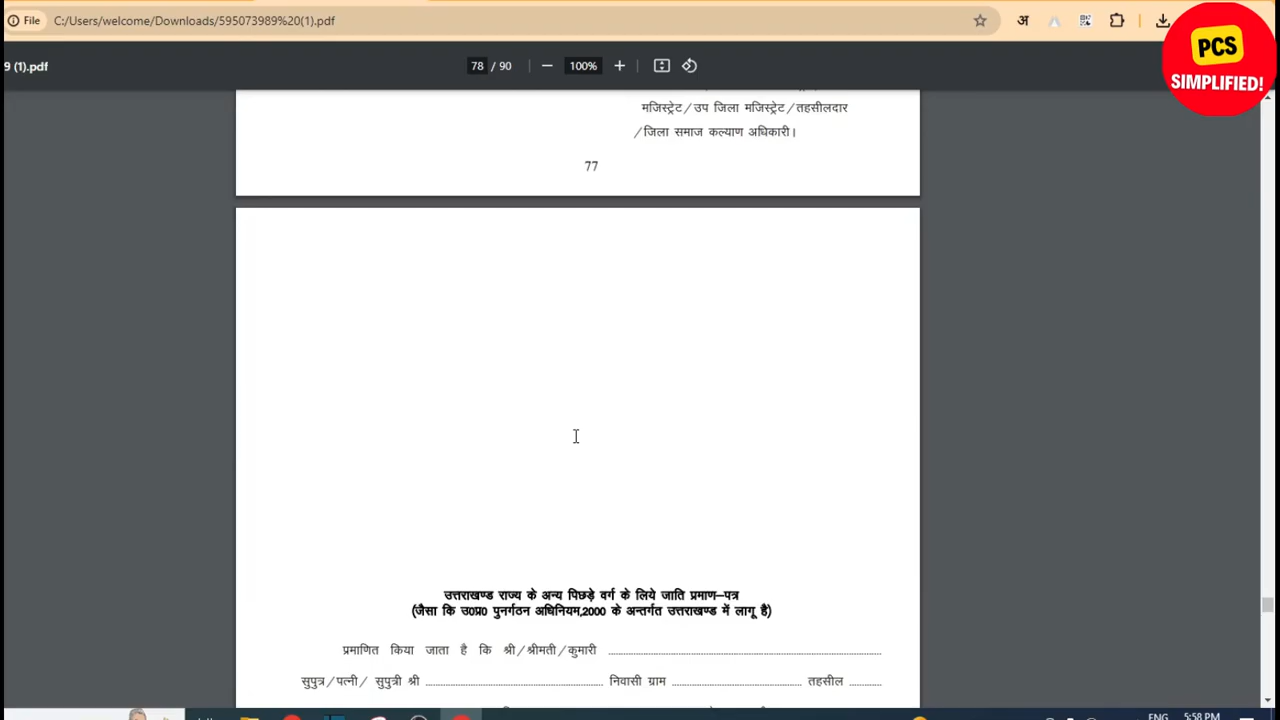 File
C:/Users/welcome/Downloads/595073989%20(1).pdf
अ
PCS
SIMPLIFIED!
9 (1).pdf
78 / 90
100%
मजिस्ट्रेट/उप जिला मजिस्ट्रेट/तहसीलदार
/जिला समाज कल्याण अधिकारी।
77
उत्तराखण्ड राज्य के अन्य पिछड़े वर्ग के लिये जाति प्रमाण–पत्र
(जैसा कि उ0प्र0 पुनर्गठन अधिनियम,2000 के अन्तर्गत उत्तराखण्ड में लागू है)
प्रमाणित किया जाता है कि श्री/श्रीमती/कुमारी
सुपुत्र/पत्नी/ सुपुत्री श्री निवासी ग्राम तहसील
ENG
5:58 PM